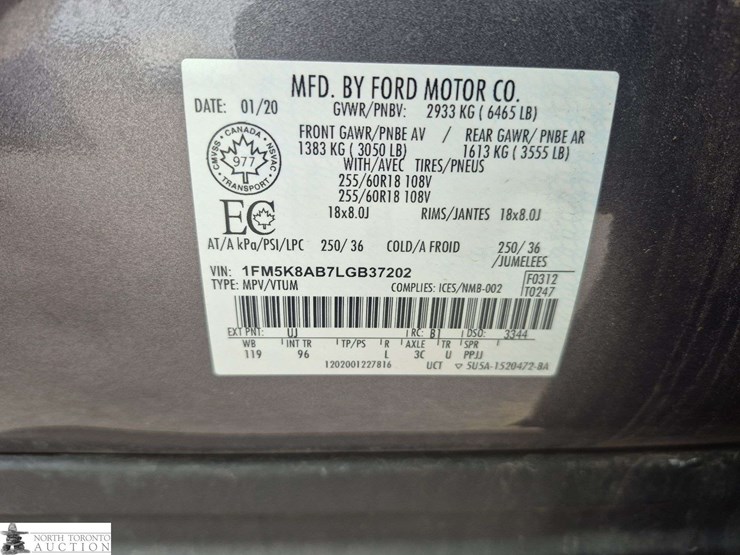 MFD. BY FORD MOTOR CO.
DATE: 01/20 GVWR/PNBV: 2933 KG ( 6465 LB)
FRONT GAWR/PNBE AV / REAR GAWR/ PNBE AR
1383 KG ( 3050 LB) 1613 KG ( 3555 LB)
WITH/AVEC TIRES/PNEUS
255/60R18 108V
255/60R18 108V
18x8.0J RIMS/JANTES 18x8.0J
CMVSS · CANADA · NSVAC
977
TRANSPORT
EC
AT/A kPa/PSI/LPC 250/ 36 COLD/A FROID 250/ 36
/JUMELEES
VIN: 1FM5K8AB7LGB37202
TYPE: MPV/VTUM COMPLIES: ICES/NMB-002
F0312
T0247
EXT PNT: UJ RC: B1 DSO: 3344
WB INT TR TP/PS R AXLE TR SPR
119 96 L 3C U PPJJ
1202001227816 UCT ▽ 5U5A-1520472-BA
NORTH TORONTO
AUCTION